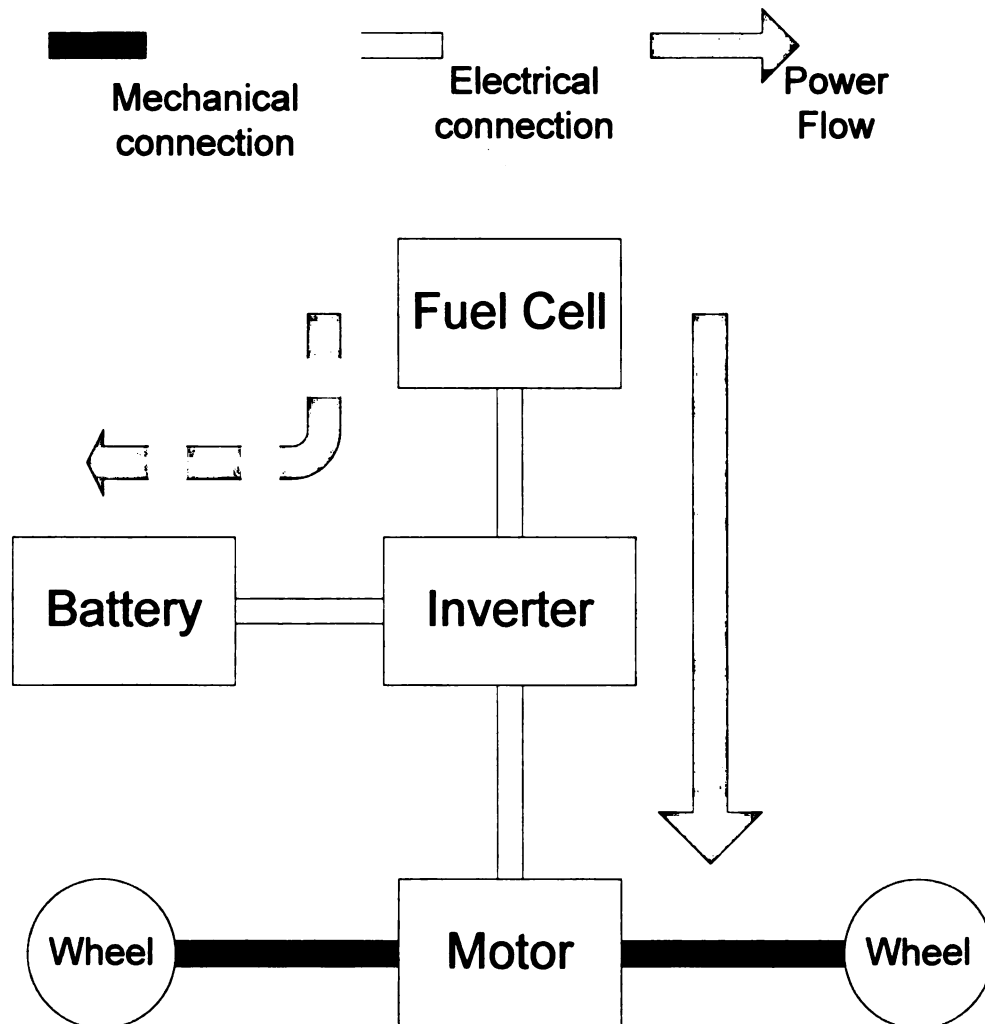 Mechanical
connection
Electrical
connection
Power
Flow
Fuel Cell
Battery
Inverter
Wheel
Motor
Wheel